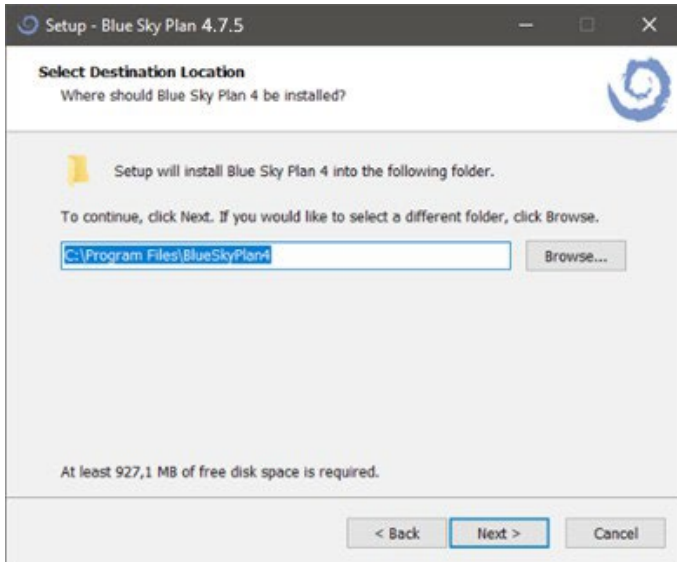 Setup - Blue Sky Plan 4.7.5
Select Destination Location
Where should Blue Sky Plan 4 be installed?
Setup will install Blue Sky Plan 4 into the following folder.
To continue, click Next. If you would like to select a different folder, click Browse.
C:\Program Files\BlueSkyPlan4
Browse...
At least 927,1 MB of free disk space is required.
< Back Next > Cancel